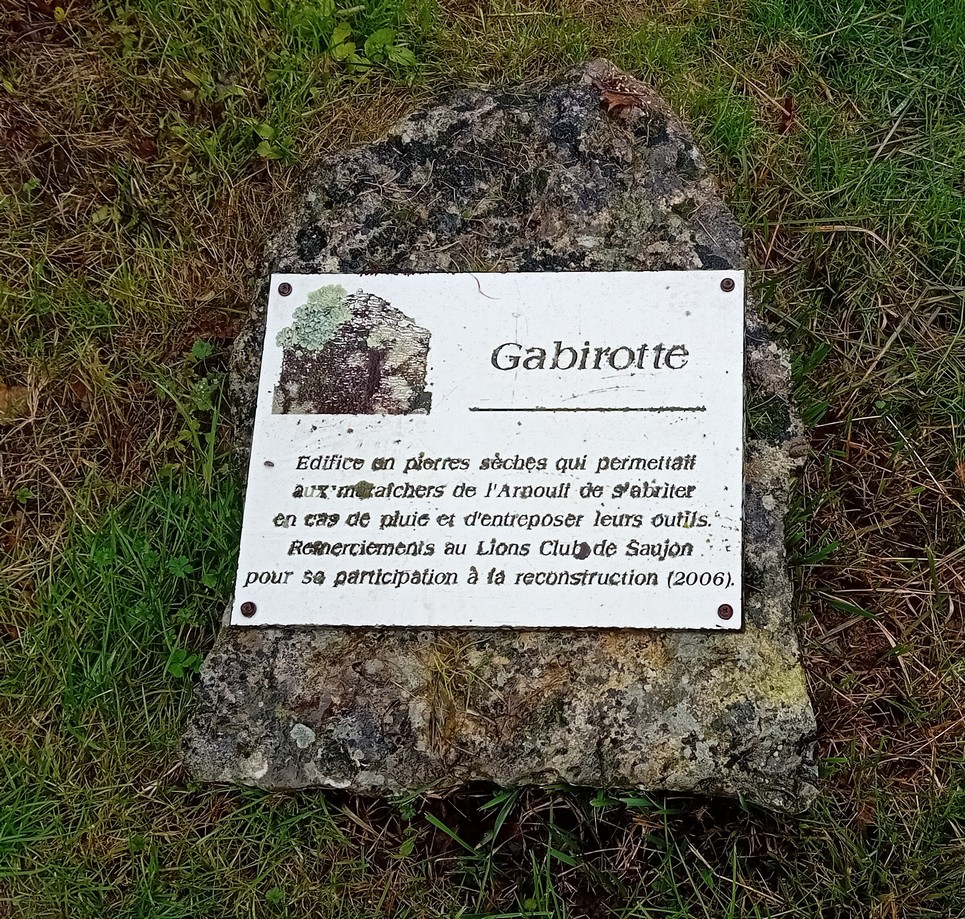 Gabirotte
Edifice en pierres sèches qui permettait
aux maraîchers de l'Arnoult de s'abriter
en cas de pluie et d'entreposer leurs outils.
Remerciements au Lions Club de Saujon
pour sa participation à la reconstruction (2006).